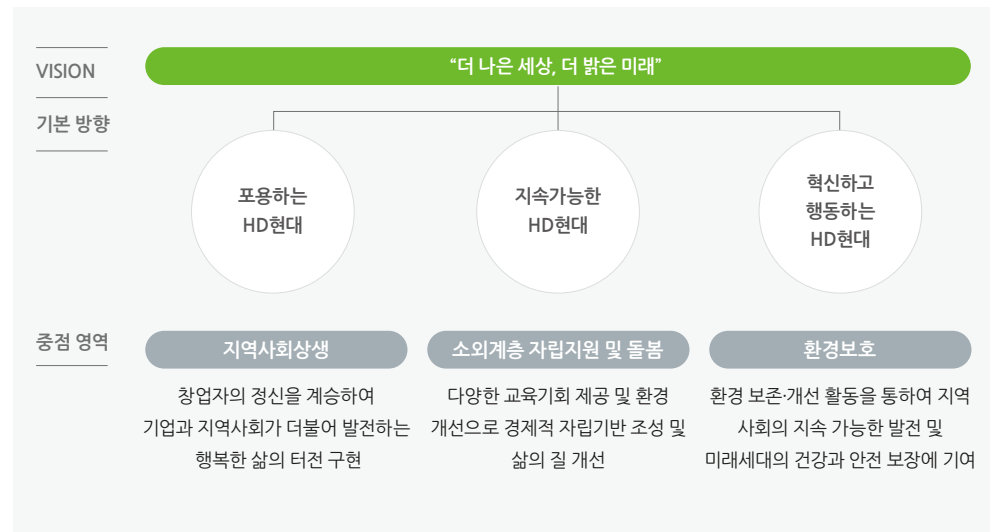 VISION
“더 나은 세상, 더 밝은 미래”
기본 방향
포용하는
HD현대
지속가능한
HD현대
혁신하고
행동하는
HD현대
중점 영역
지역사회상생
소외계층 자립지원 및 돌봄
환경보호
창업자의 정신을 계승하여
기업과 지역사회가 더불어 발전하는
행복한 삶의 터전 구현
다양한 교육기회 제공 및 환경
개선으로 경제적 자립기반 조성 및
삶의 질 개선
환경 보존·개선 활동을 통하여 지역
사회의 지속 가능한 발전 및
미래세대의 건강과 안전 보장에 기여